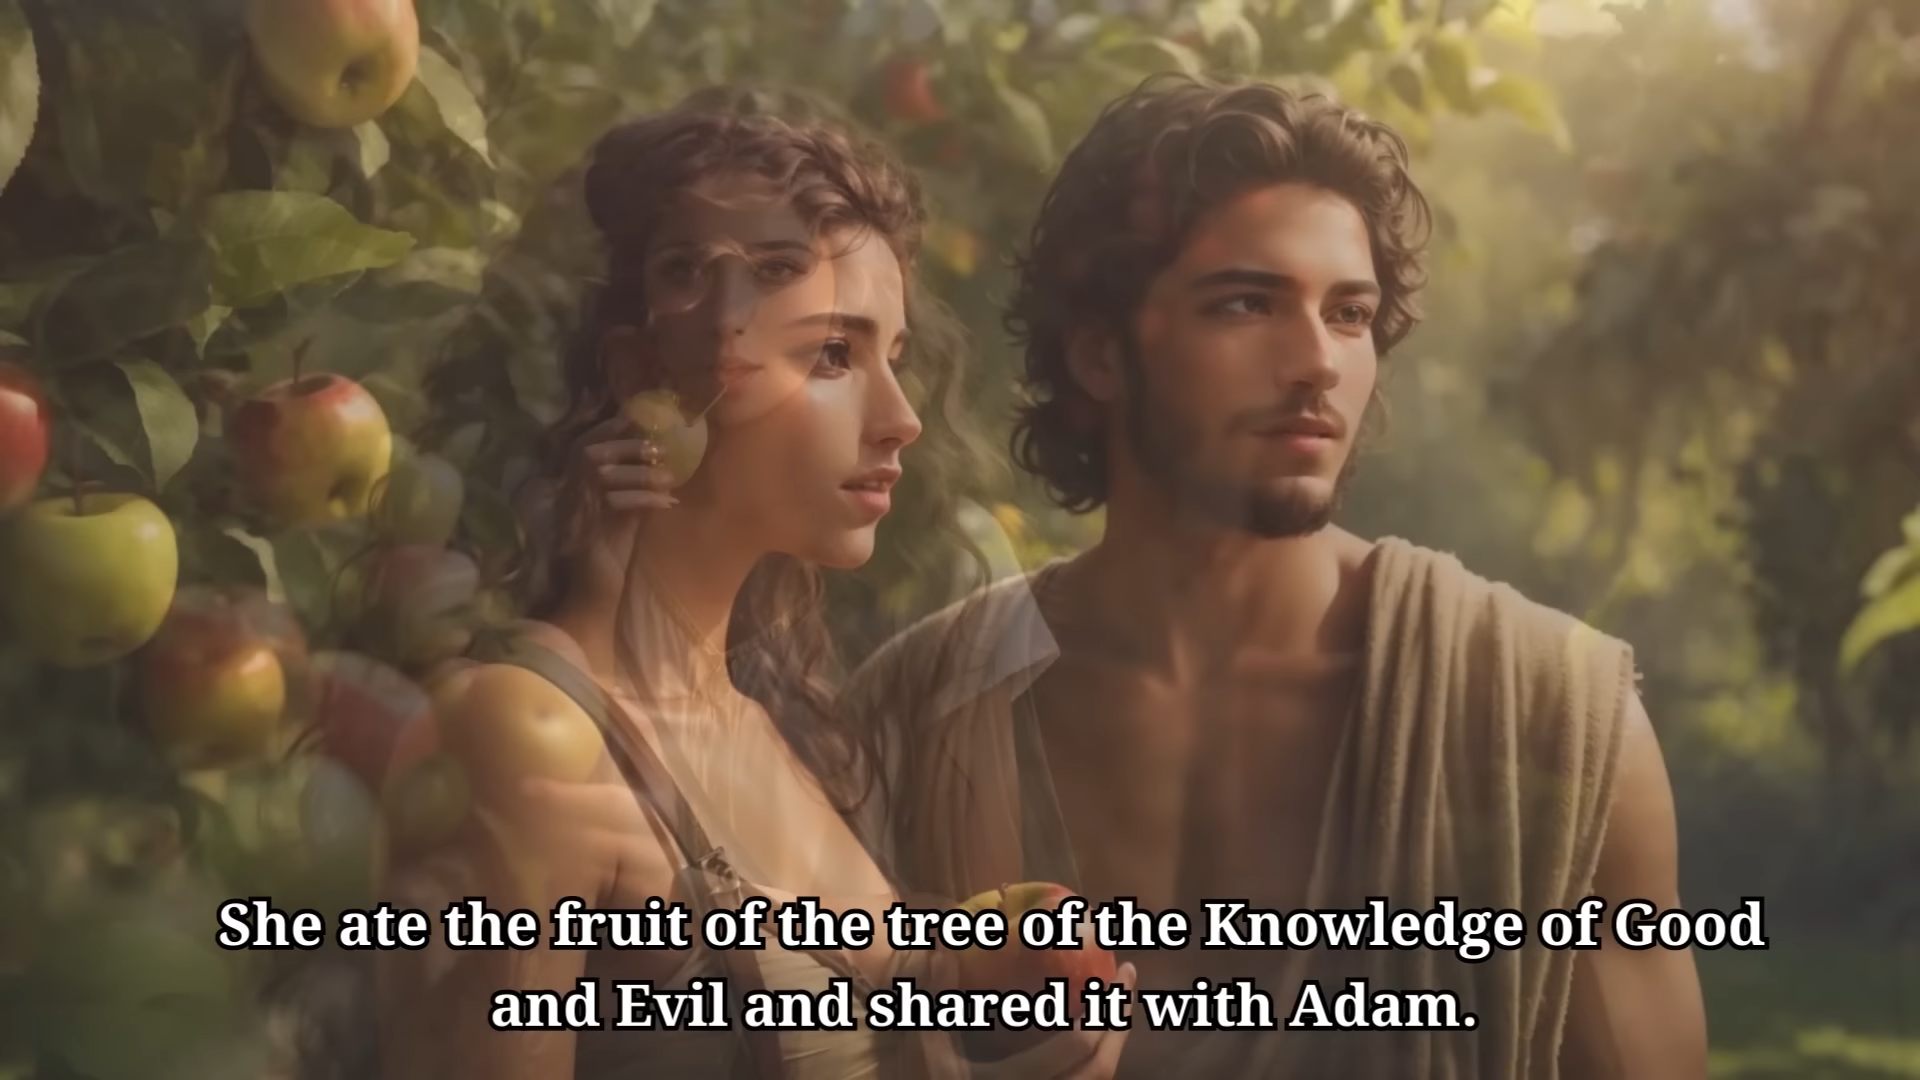 She ate the fruit of the tree of the Knowledge of Good
and Evil and shared it with Adam.